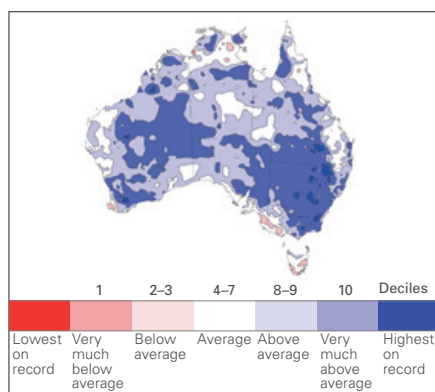 1 2–3 4–7 8–9 10 Deciles
Lowest on record
Very much below average
Below average
Average
Above average
Very much above average
Highest on record